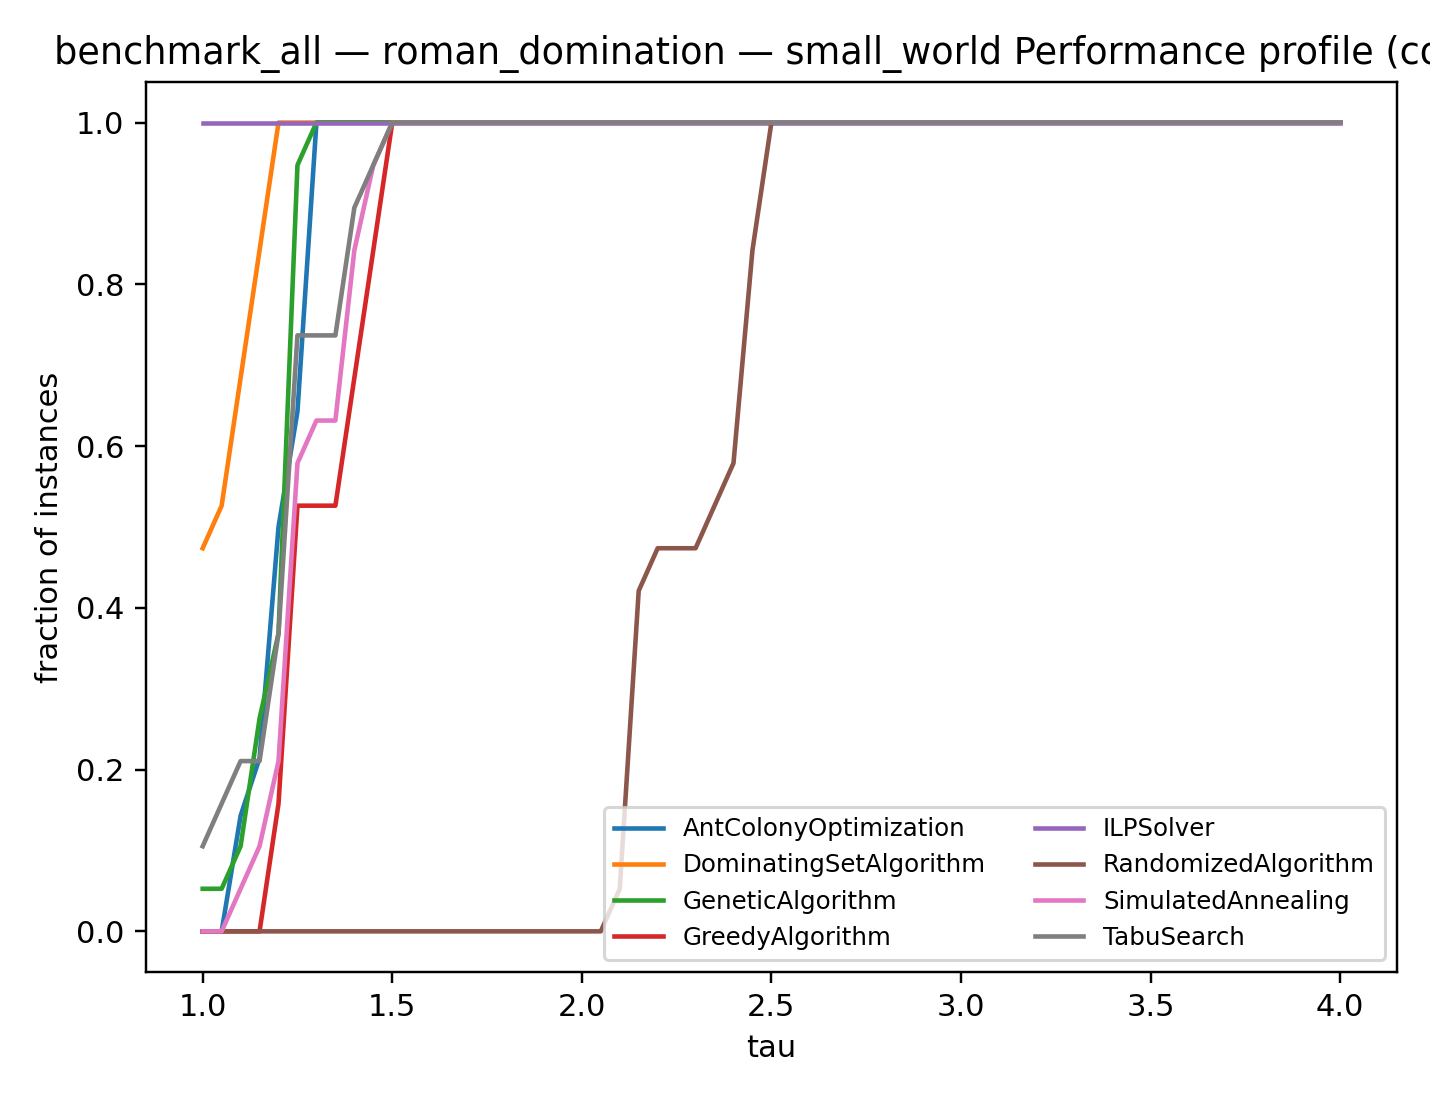 benchmark_all — roman_domination — small_world Performance profile (co
1.0
0.8
0.6
0.4
0.2
0.0
fraction of instances
AntColonyOptimization
DominatingSetAlgorithm
GeneticAlgorithm
GreedyAlgorithm
ILPSolver
RandomizedAlgorithm
SimulatedAnnealing
TabuSearch
1.0 1.5 2.0 2.5 3.0 3.5 4.0
tau